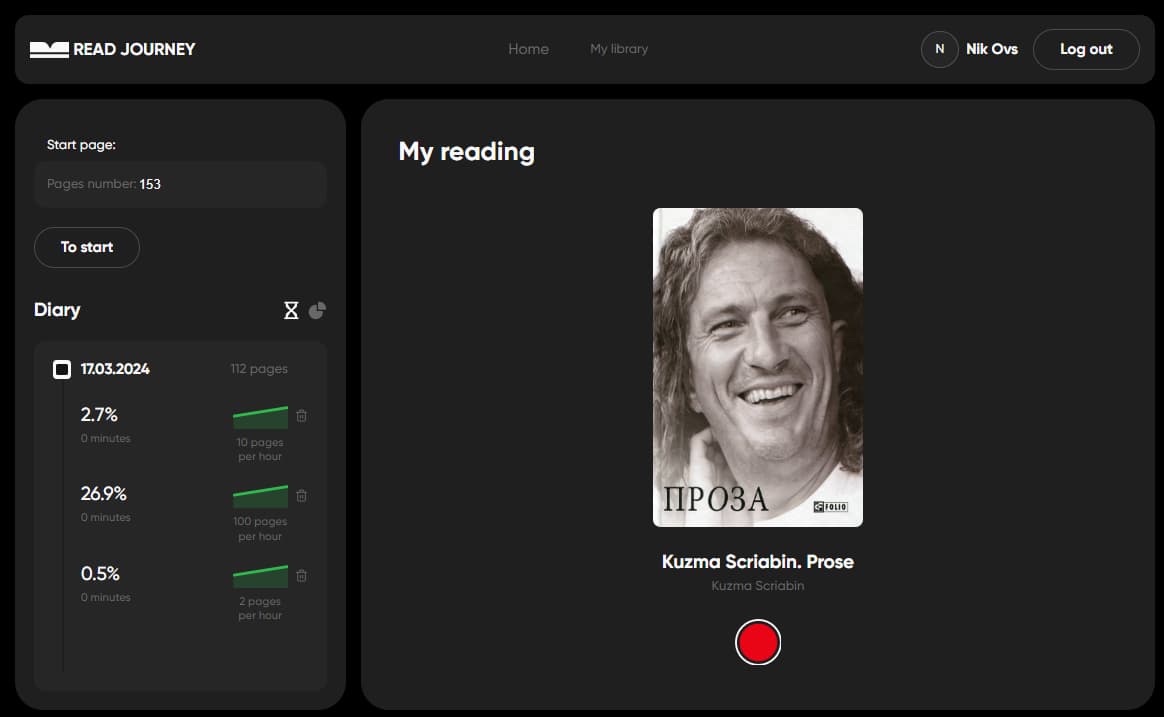 READ JOURNEY
Home
My library
N
Nik Ovs
Log out
Start page:
Pages number: 153
To start
Diary
17.03.2024
112 pages
2.7%
0 minutes
10 pages
per hour
26.9%
0 minutes
100 pages
per hour
0.5%
0 minutes
2 pages
per hour
My reading
ПРОЗА
FOLIO
Kuzma Scriabin. Prose
Kuzma Scriabin